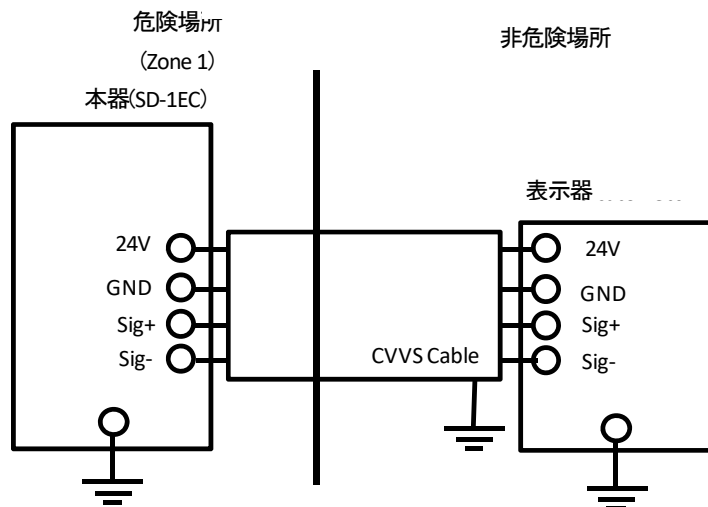 危険場所
(Zone 1)
本器(SD-1EC)
非危険場所
表示器
24V
GND
Sig+
Sig-
CVVS Cable
24V
GND
Sig+
Sig-